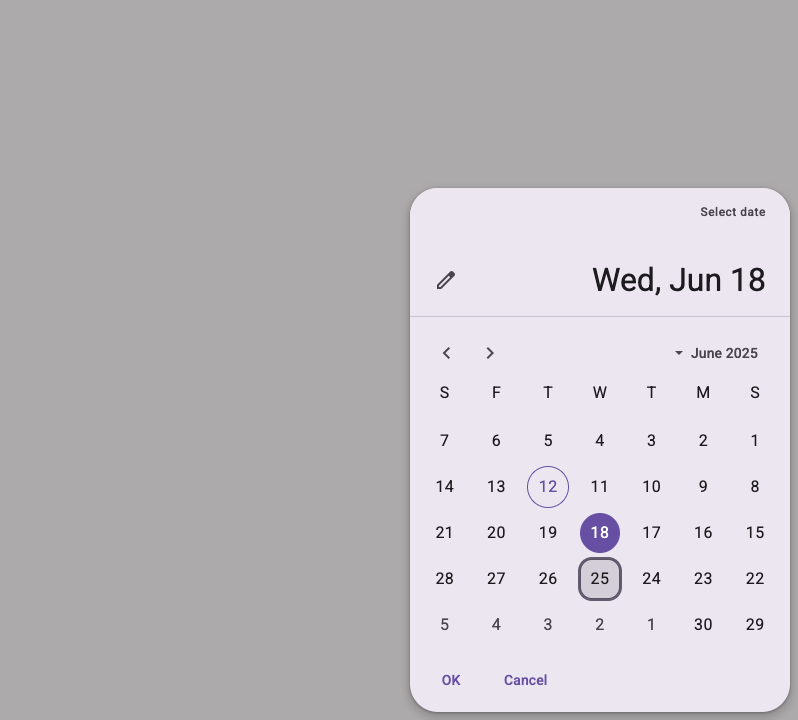 Select date
Wed, Jun 18
June 2025
S F T W T M S
7 6 5 4 3 2 1
14 13 12 11 10 9 8
21 20 19 18 17 16 15
28 27 26 25 24 23 22
5 4 3 2 1 30 29
OK Cancel